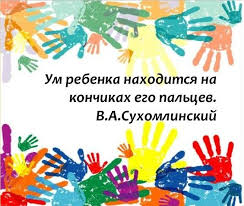 Ум ребенка находится на
кончиках его пальцев.
В.А.Сухомлинский